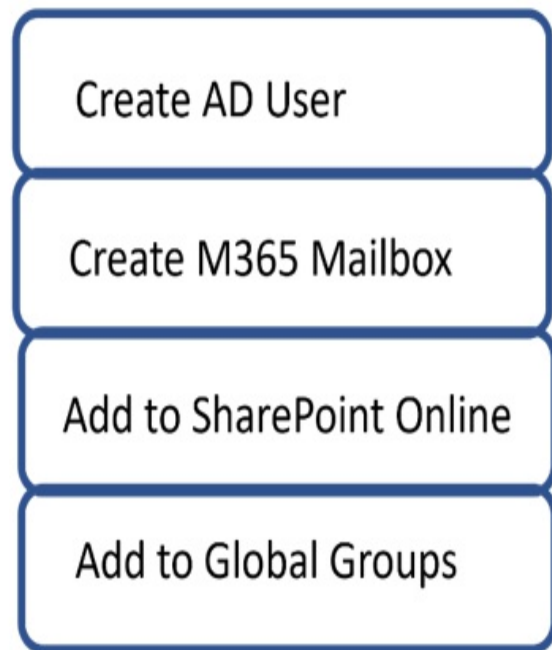 Create AD User
Create M365 Mailbox
Add to SharePoint Online
Add to Global Groups